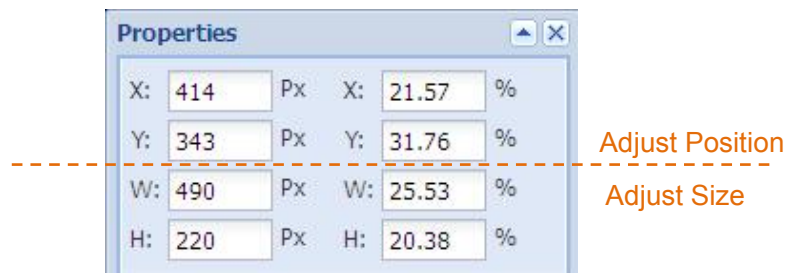 Properties
X: 414 Px X: 21.57 %
Y: 343 Px Y: 31.76 %
Adjust Position
W: 490 Px W: 25.53 %
Adjust Size
H: 220 Px H: 20.38 %